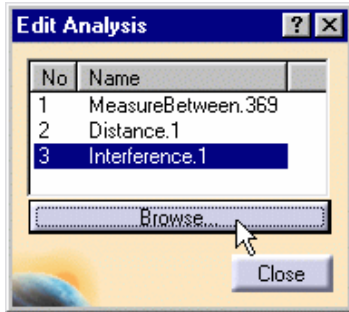 Edit Analysis ? X
No Name
1 MeasureBetween.369
2 Distance.1
3 Interference.1
Browse...
Close